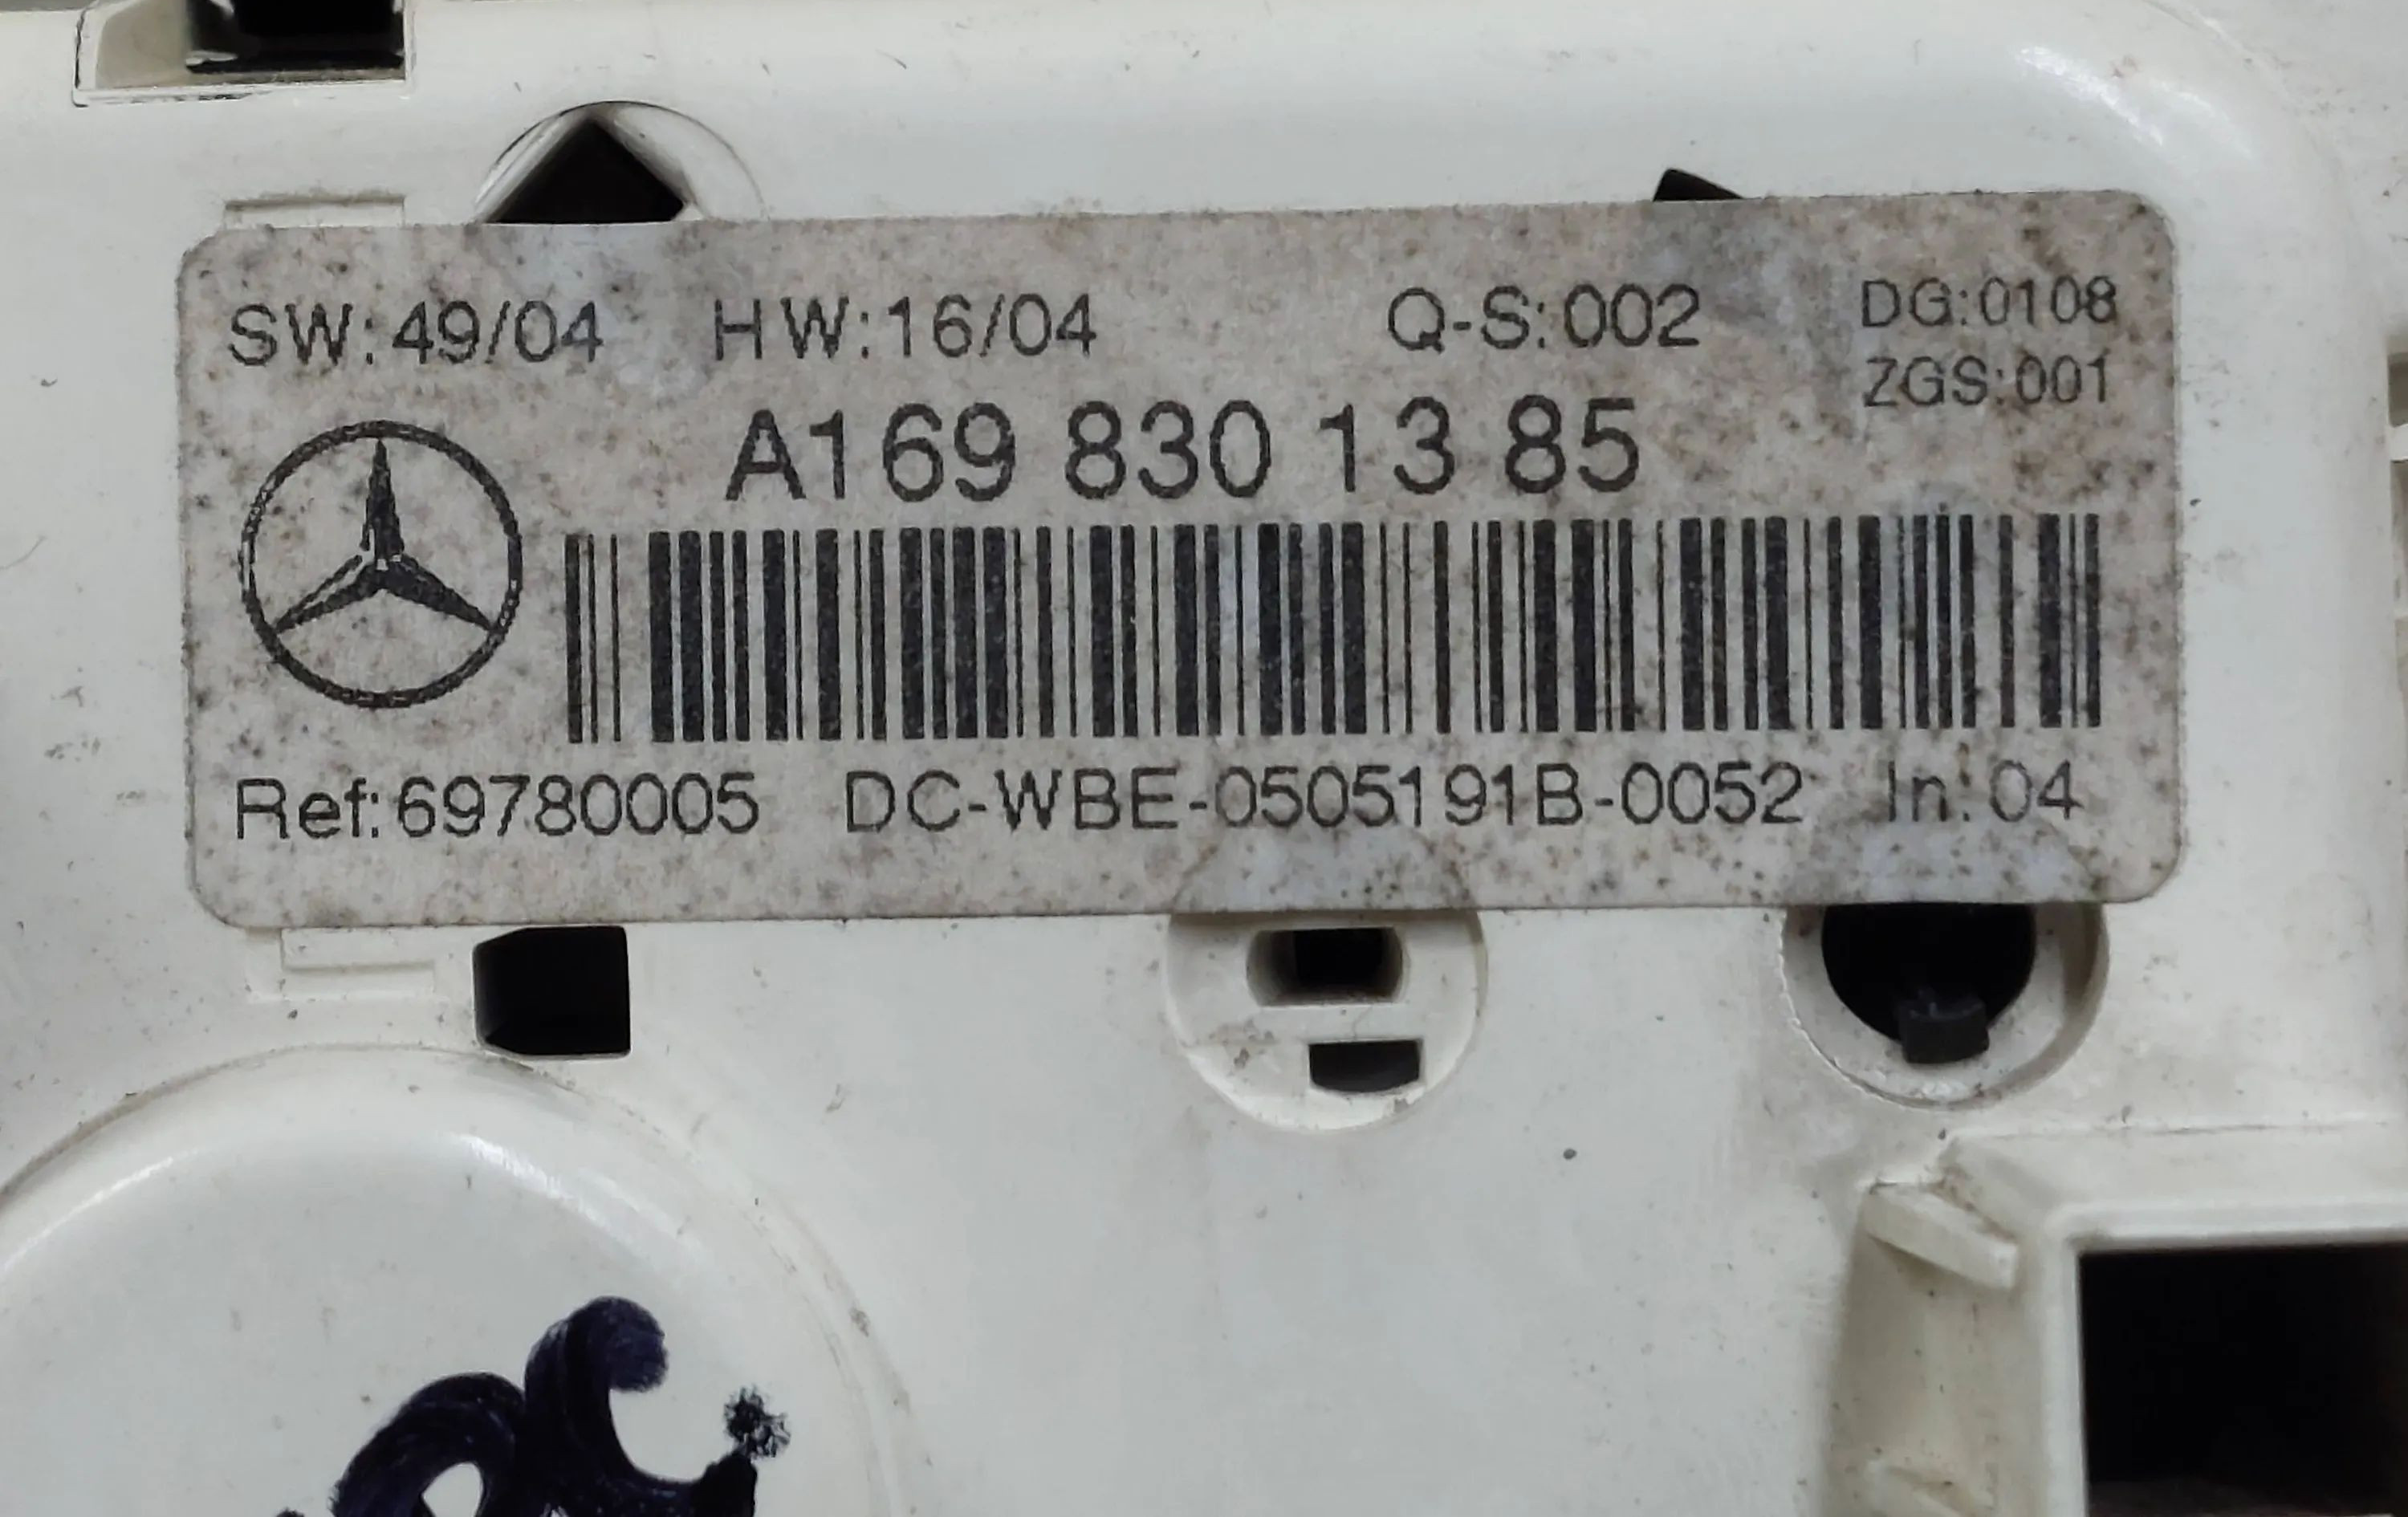 SW:49/04 HW:16/04 Q-S:002 DG:0108
ZGS:001
A169 830 13 85
Ref:69780005 DC-WBE-0505191B-0052 In:04